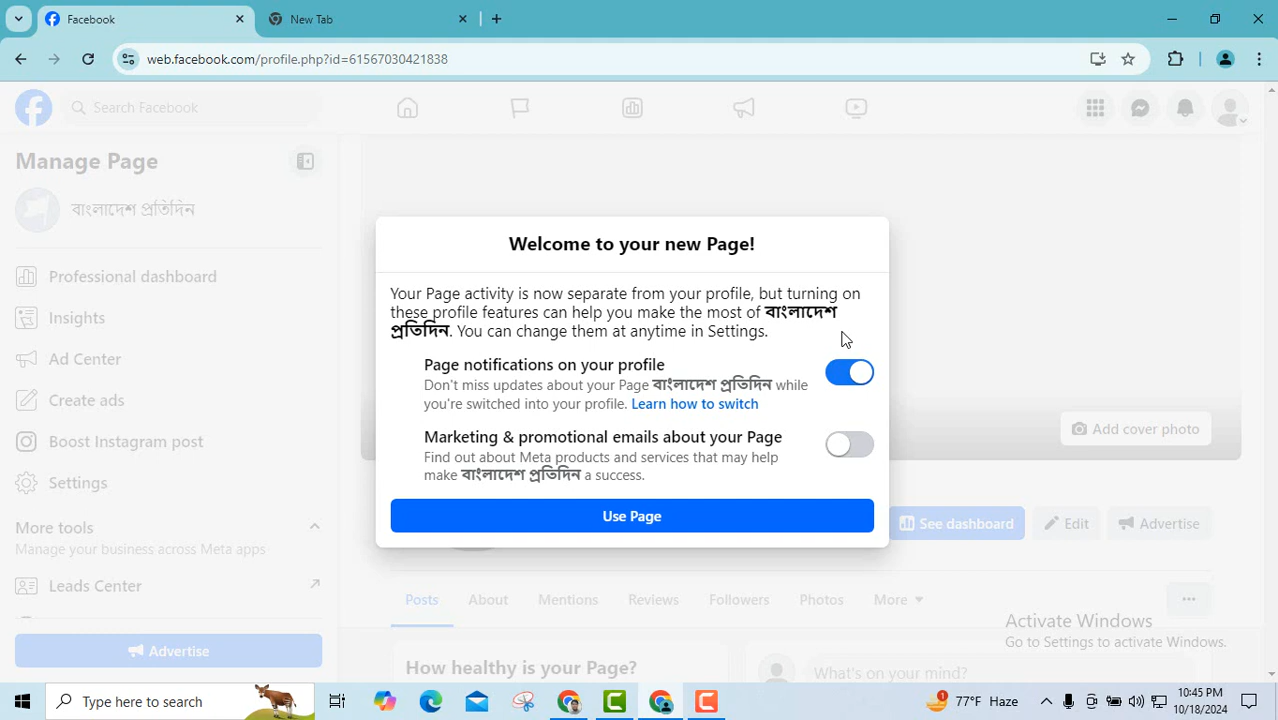 Facebook
New Tab
web.facebook.com/profile.php?id=61567030421838
Search Facebook
Manage Page
বাংলাদেশ প্রতিদিন
Professional dashboard
Insights
Ad Center
Create ads
Boost Instagram post
Settings
More tools
Manage your business across Meta apps
Leads Center
Advertise
Welcome to your new Page!
Your Page activity is now separate from your profile, but turning on
these profile features can help you make the most of বাংলাদেশ
প্রতিদিন. You can change them at anytime in Settings.
Page notifications on your profile
Don't miss updates about your Page বাংলাদেশ প্রতিদিন while
you're switched into your profile. Learn how to switch
Marketing & promotional emails about your Page
Find out about Meta products and services that may help
make বাংলাদেশ প্রতিদিন a success.
Use Page
Add cover photo
See dashboard
Edit
Advertise
Posts
About
Mentions
Reviews
Followers
Photos
More
How healthy is your Page?
What's on your mind?
Activate Windows
Go to Settings to activate Windows.
Type here to search
1
77°F Haze
10:45 PM
10/18/2024